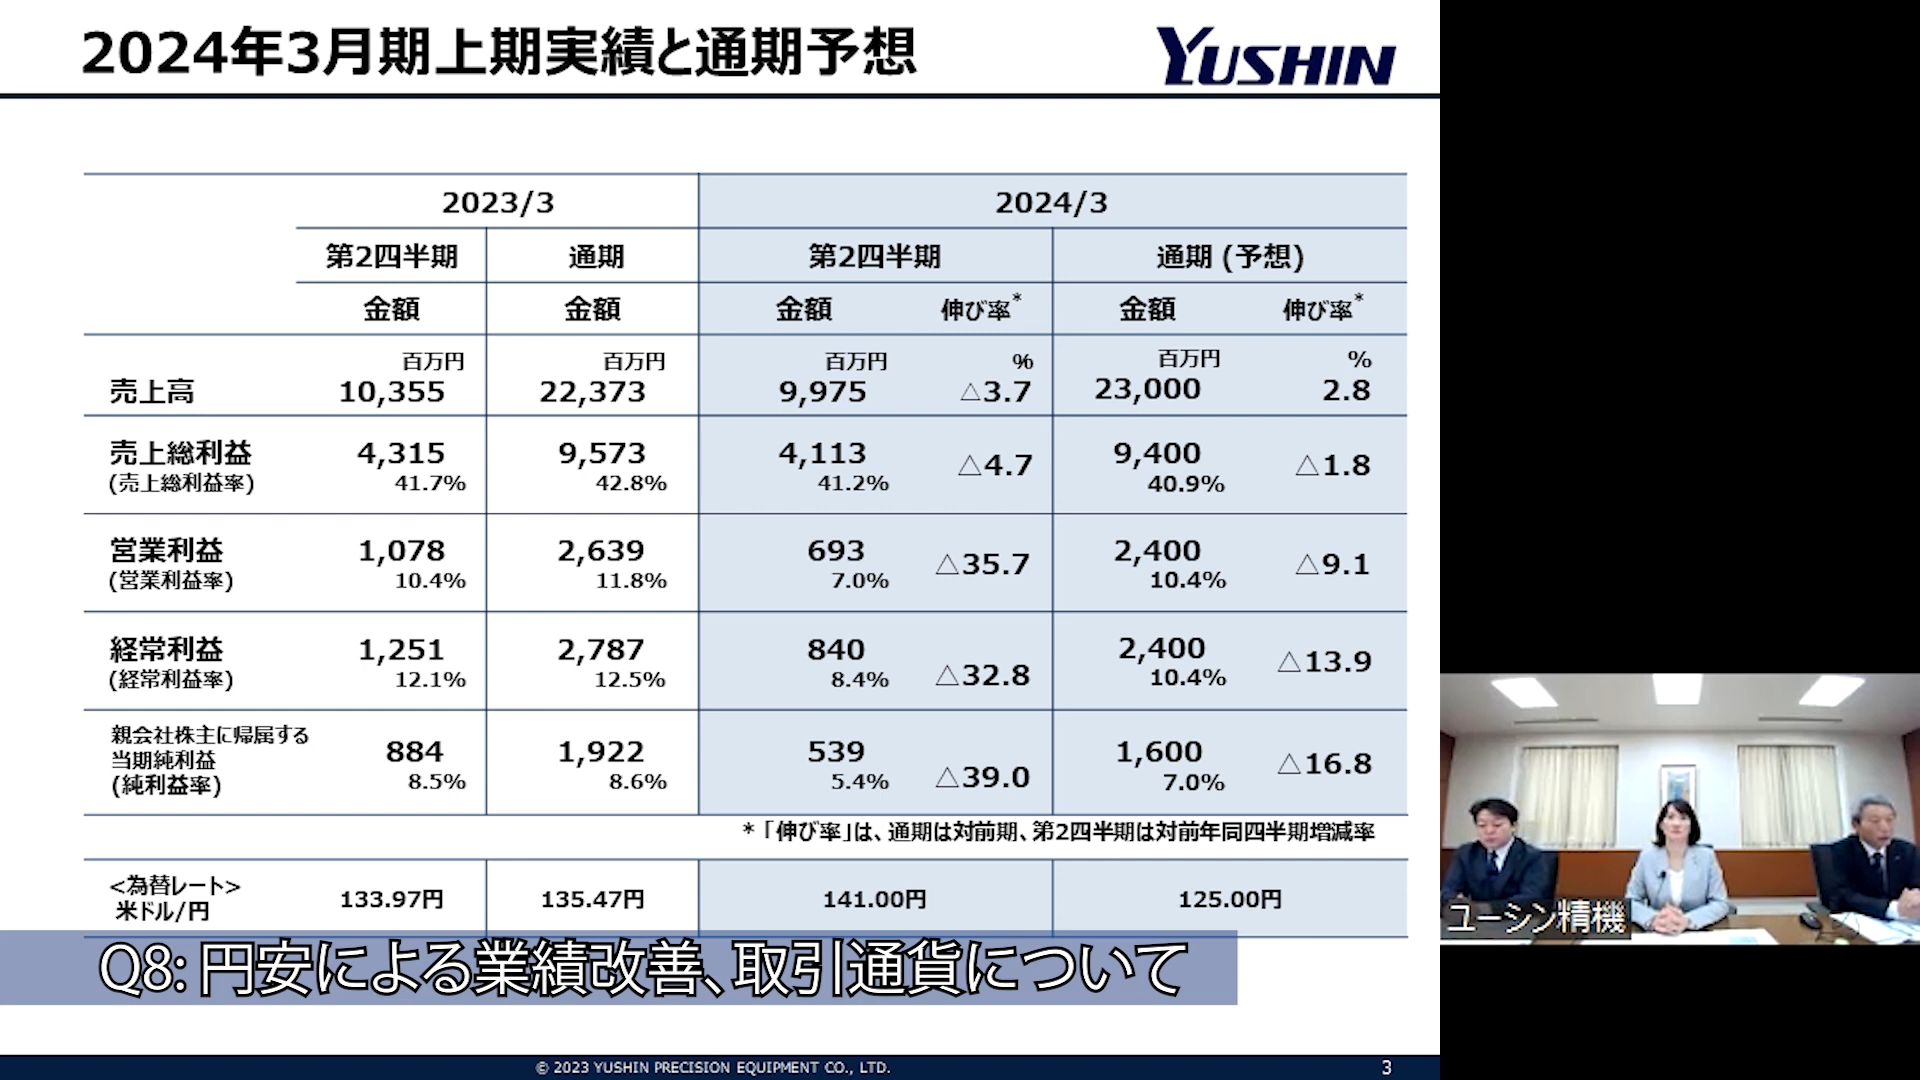 2024年3月期上期実績と通期予想
YUSHIN
2023/3 2024/3
第2四半期 通期 第2四半期 通期 (予想)
金額 金額 金額 伸び率* 金額 伸び率*
百万円 百万円 百万円 % 百万円 %
売上高 10,355 22,373 9,975 △3.7 23,000 2.8
売上総利益 4,315 9,573 4,113 △4.7 9,400 △1.8
(売上総利益率) 41.7% 42.8% 41.2% 40.9%
営業利益 1,078 2,639 693 △35.7 2,400 △9.1
(営業利益率) 10.4% 11.8% 7.0% 10.4%
経常利益 1,251 2,787 840 △32.8 2,400 △13.9
(経常利益率) 12.1% 12.5% 8.4% 10.4%
親会社株主に帰属する
当期純利益 884 1,922 539 △39.0 1,600 △16.8
(純利益率) 8.5% 8.6% 5.4% 7.0%
*「伸び率」は、通期は対前期、第2四半期は対前年同四半期増減率
<為替レート>
米ドル/円 133.97円 135.47円 141.00円 125.00円
ユーシン精機
Q8: 円安による業績改善、取引通貨について
© 2023 YUSHIN PRECISION EQUIPMENT CO., LTD.
3